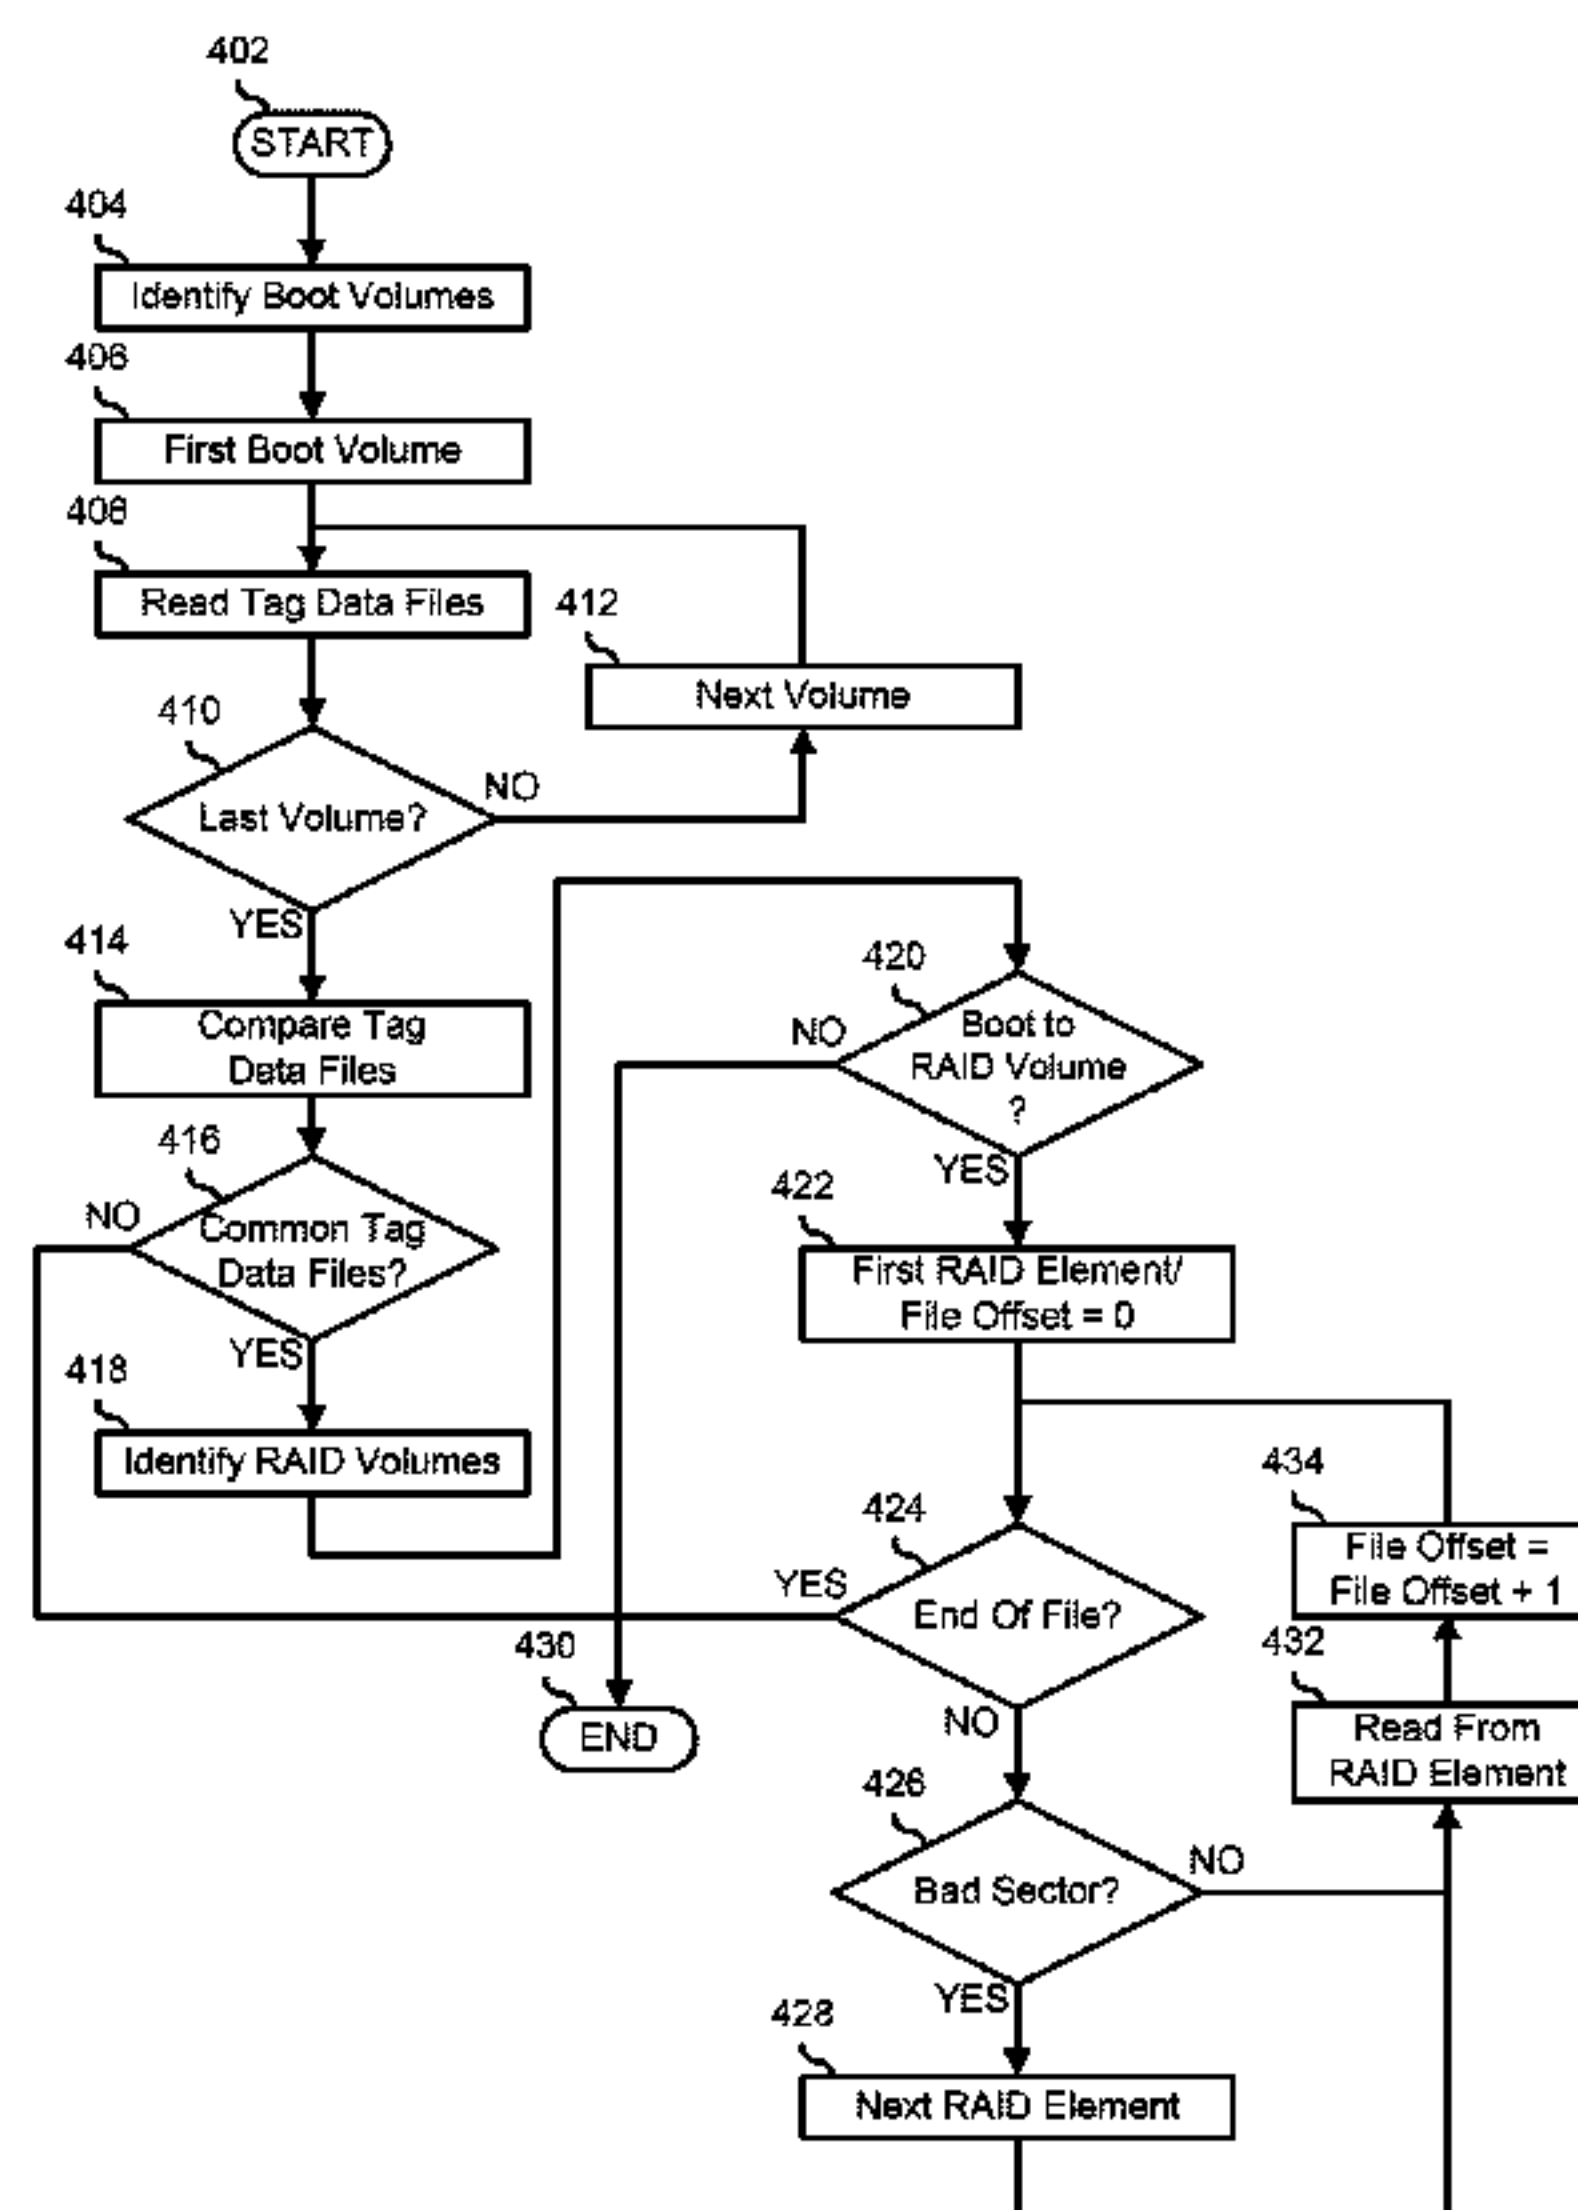 402
START
404
Identify Boot Volumes
406
First Boot Volume
408
Read Tag Data Files
412
Next Volume
410
Last Volume?
NO
YES
414
Compare Tag
Data Files
416
NO
Common Tag
Data Files?
YES
418
Identify RAID Volumes
420
NO
Boot to
RAID Volume
?
YES
422
First RAID Element/
File Offset = 0
424
YES
End Of File?
NO
430
END
434
File Offset =
File Offset + 1
432
Read From
RAID Element
426
NO
Bad Sector?
YES
428
Next RAID Element